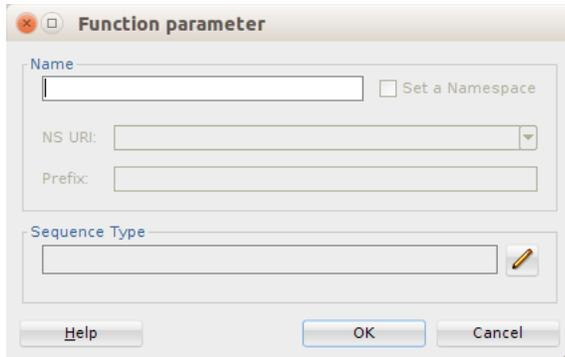 Function parameter
Name
Set a Namespace
NS URI:
Prefix:
Sequence Type
Help OK Cancel